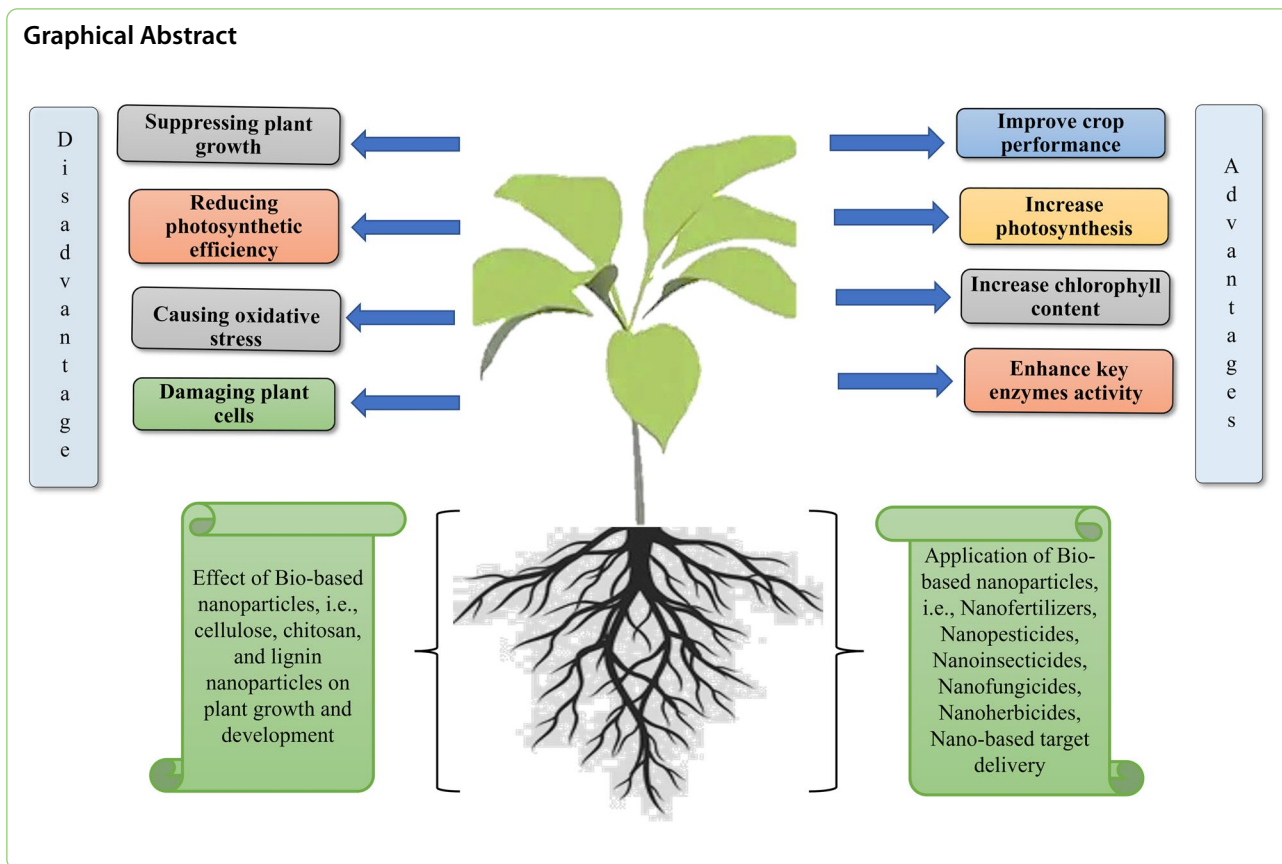 Graphical Abstract
Disadvantage
Suppressing plant
growth
Reducing
photosynthetic
efficiency
Causing oxidative
stress
Damaging plant
cells
Improve crop
performance
Increase
photosynthesis
Increase chlorophyll
content
Enhance key
enzymes activity
Advantages
Effect of Bio-based
nanoparticles, i.e.,
cellulose, chitosan,
and lignin
nanoparticles on
plant growth and
development
Application of Bio-
based nanoparticles,
i.e., Nanofertilizers,
Nanopesticides,
Nanoinsecticides,
Nanofungicides,
Nanoherbicides,
Nano-based target
delivery